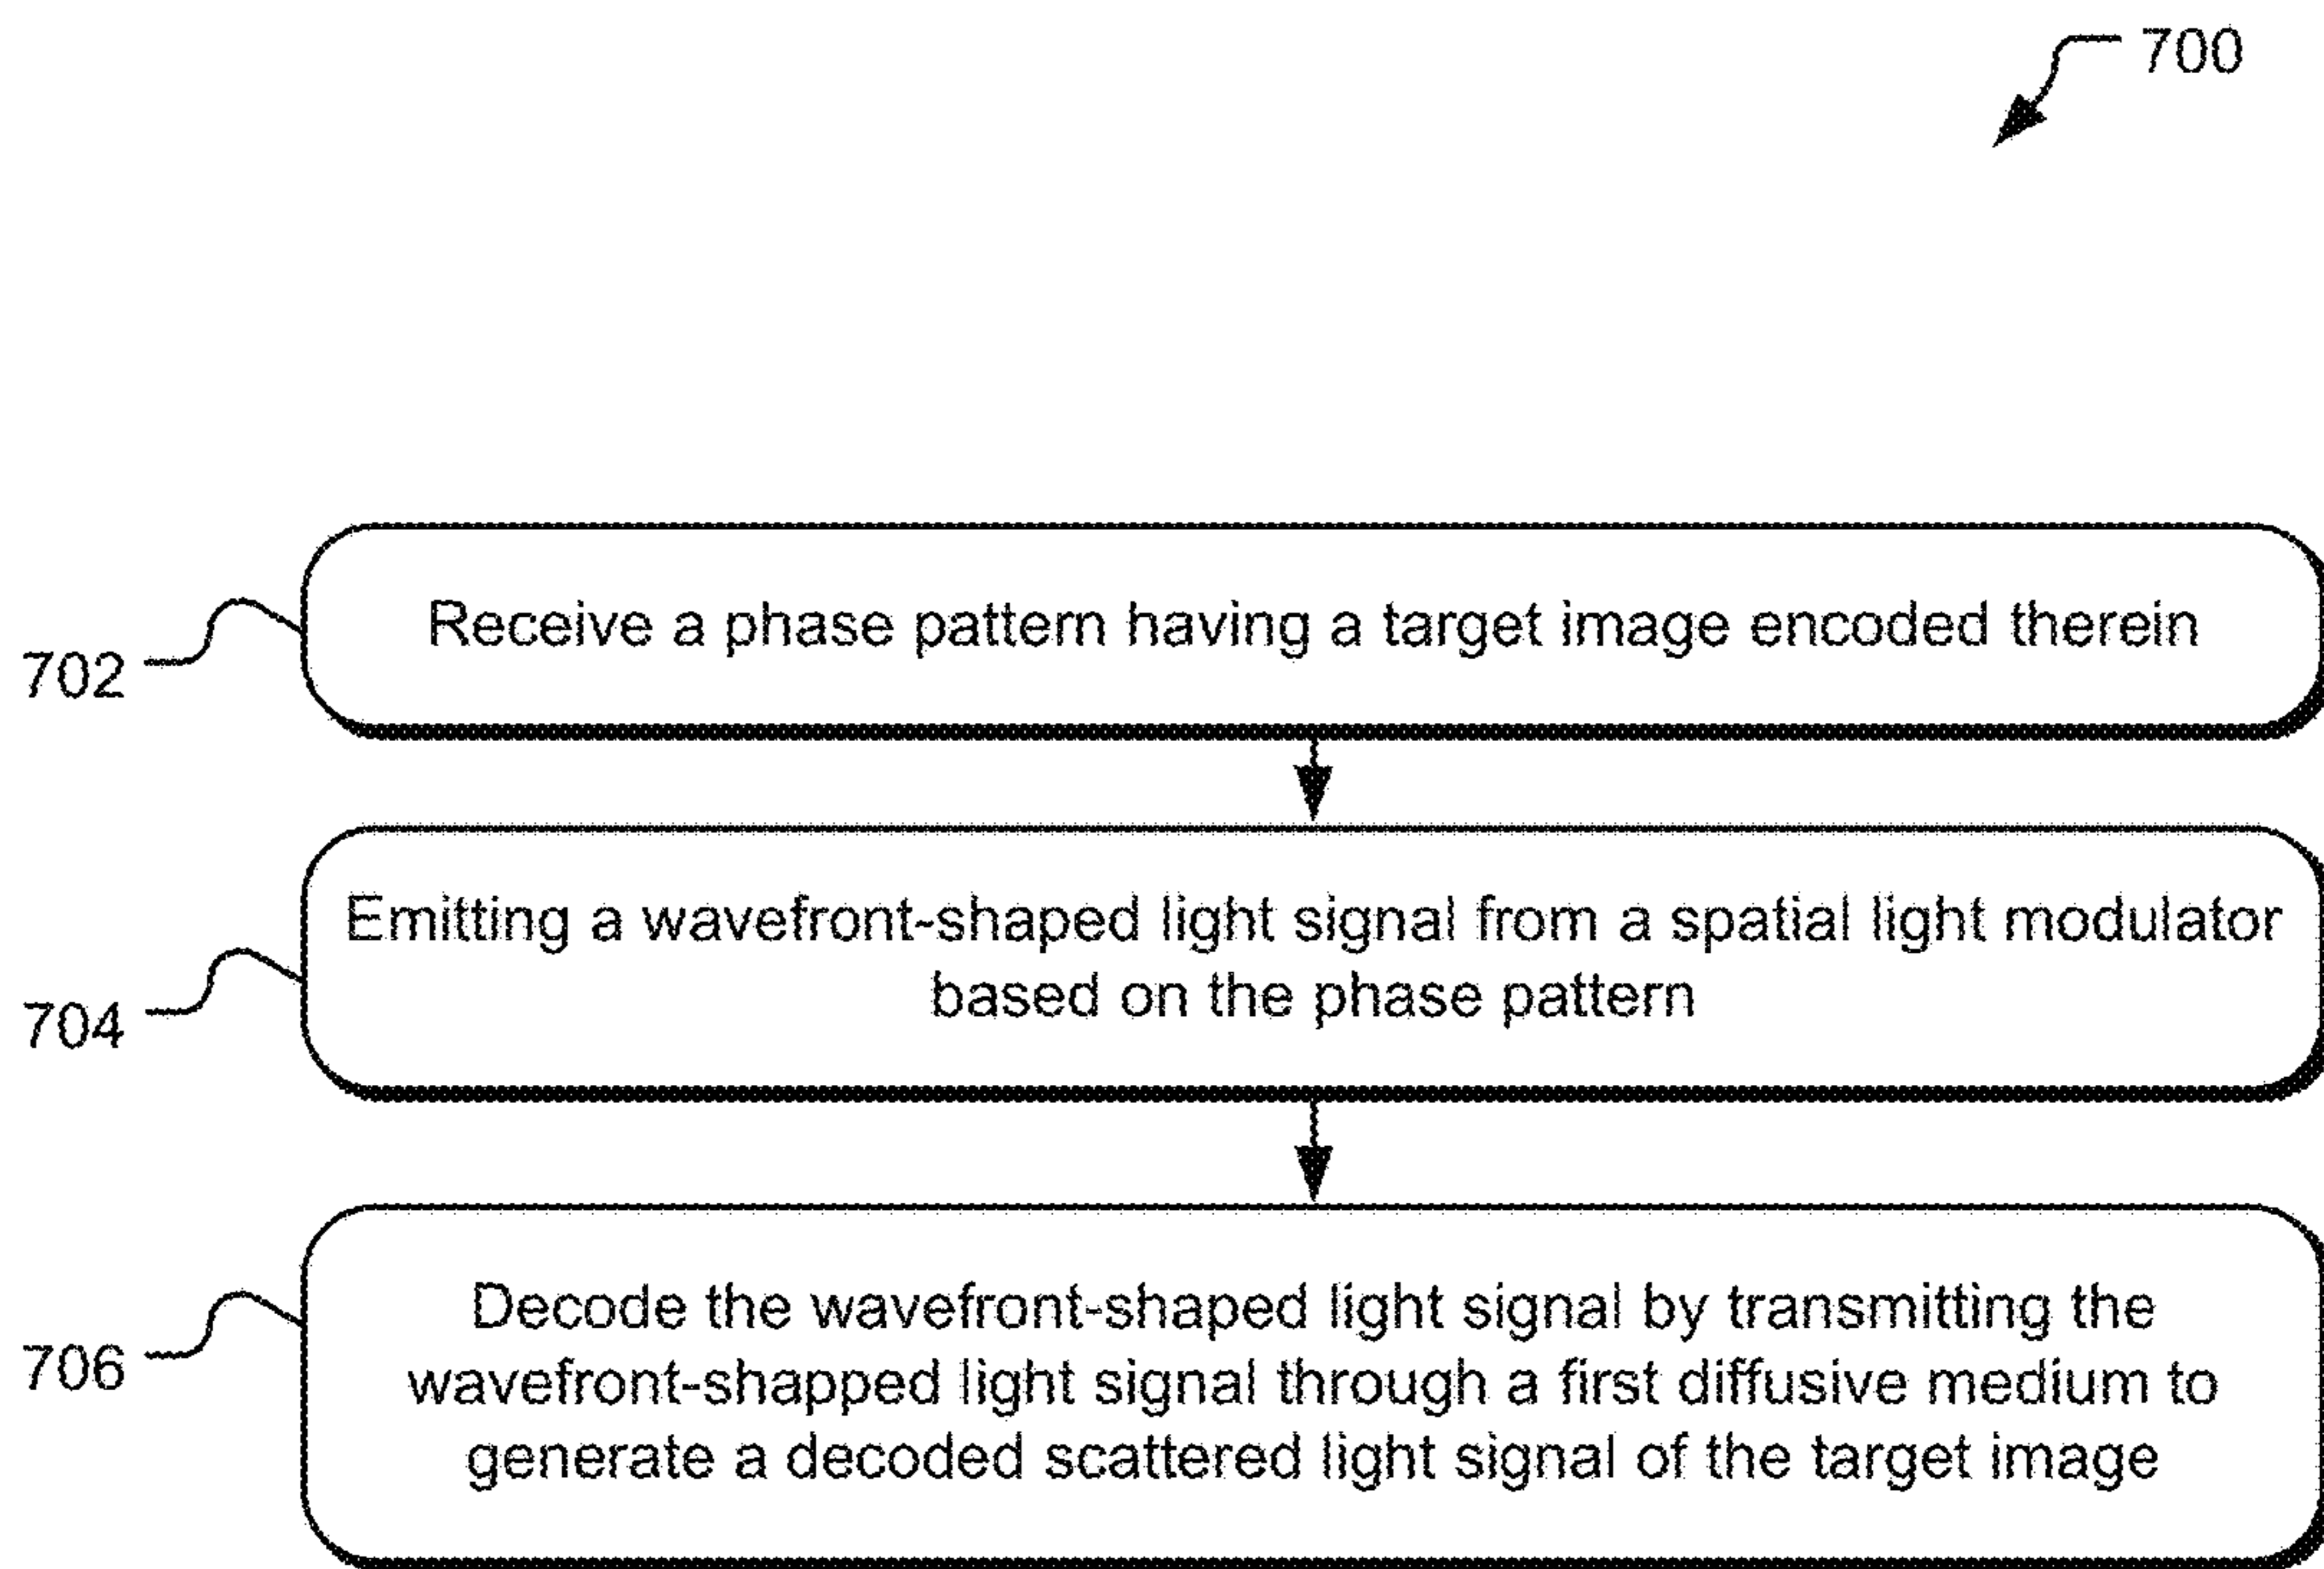 700
Receive a phase pattern having a target image encoded therein
702
Emitting a wavefront-shaped light signal from a spatial light modulator
based on the phase pattern
704
Decode the wavefront-shaped light signal by transmitting the
wavefront-shapped light signal through a first diffusive medium to
generate a decoded scattered light signal of the target image
706